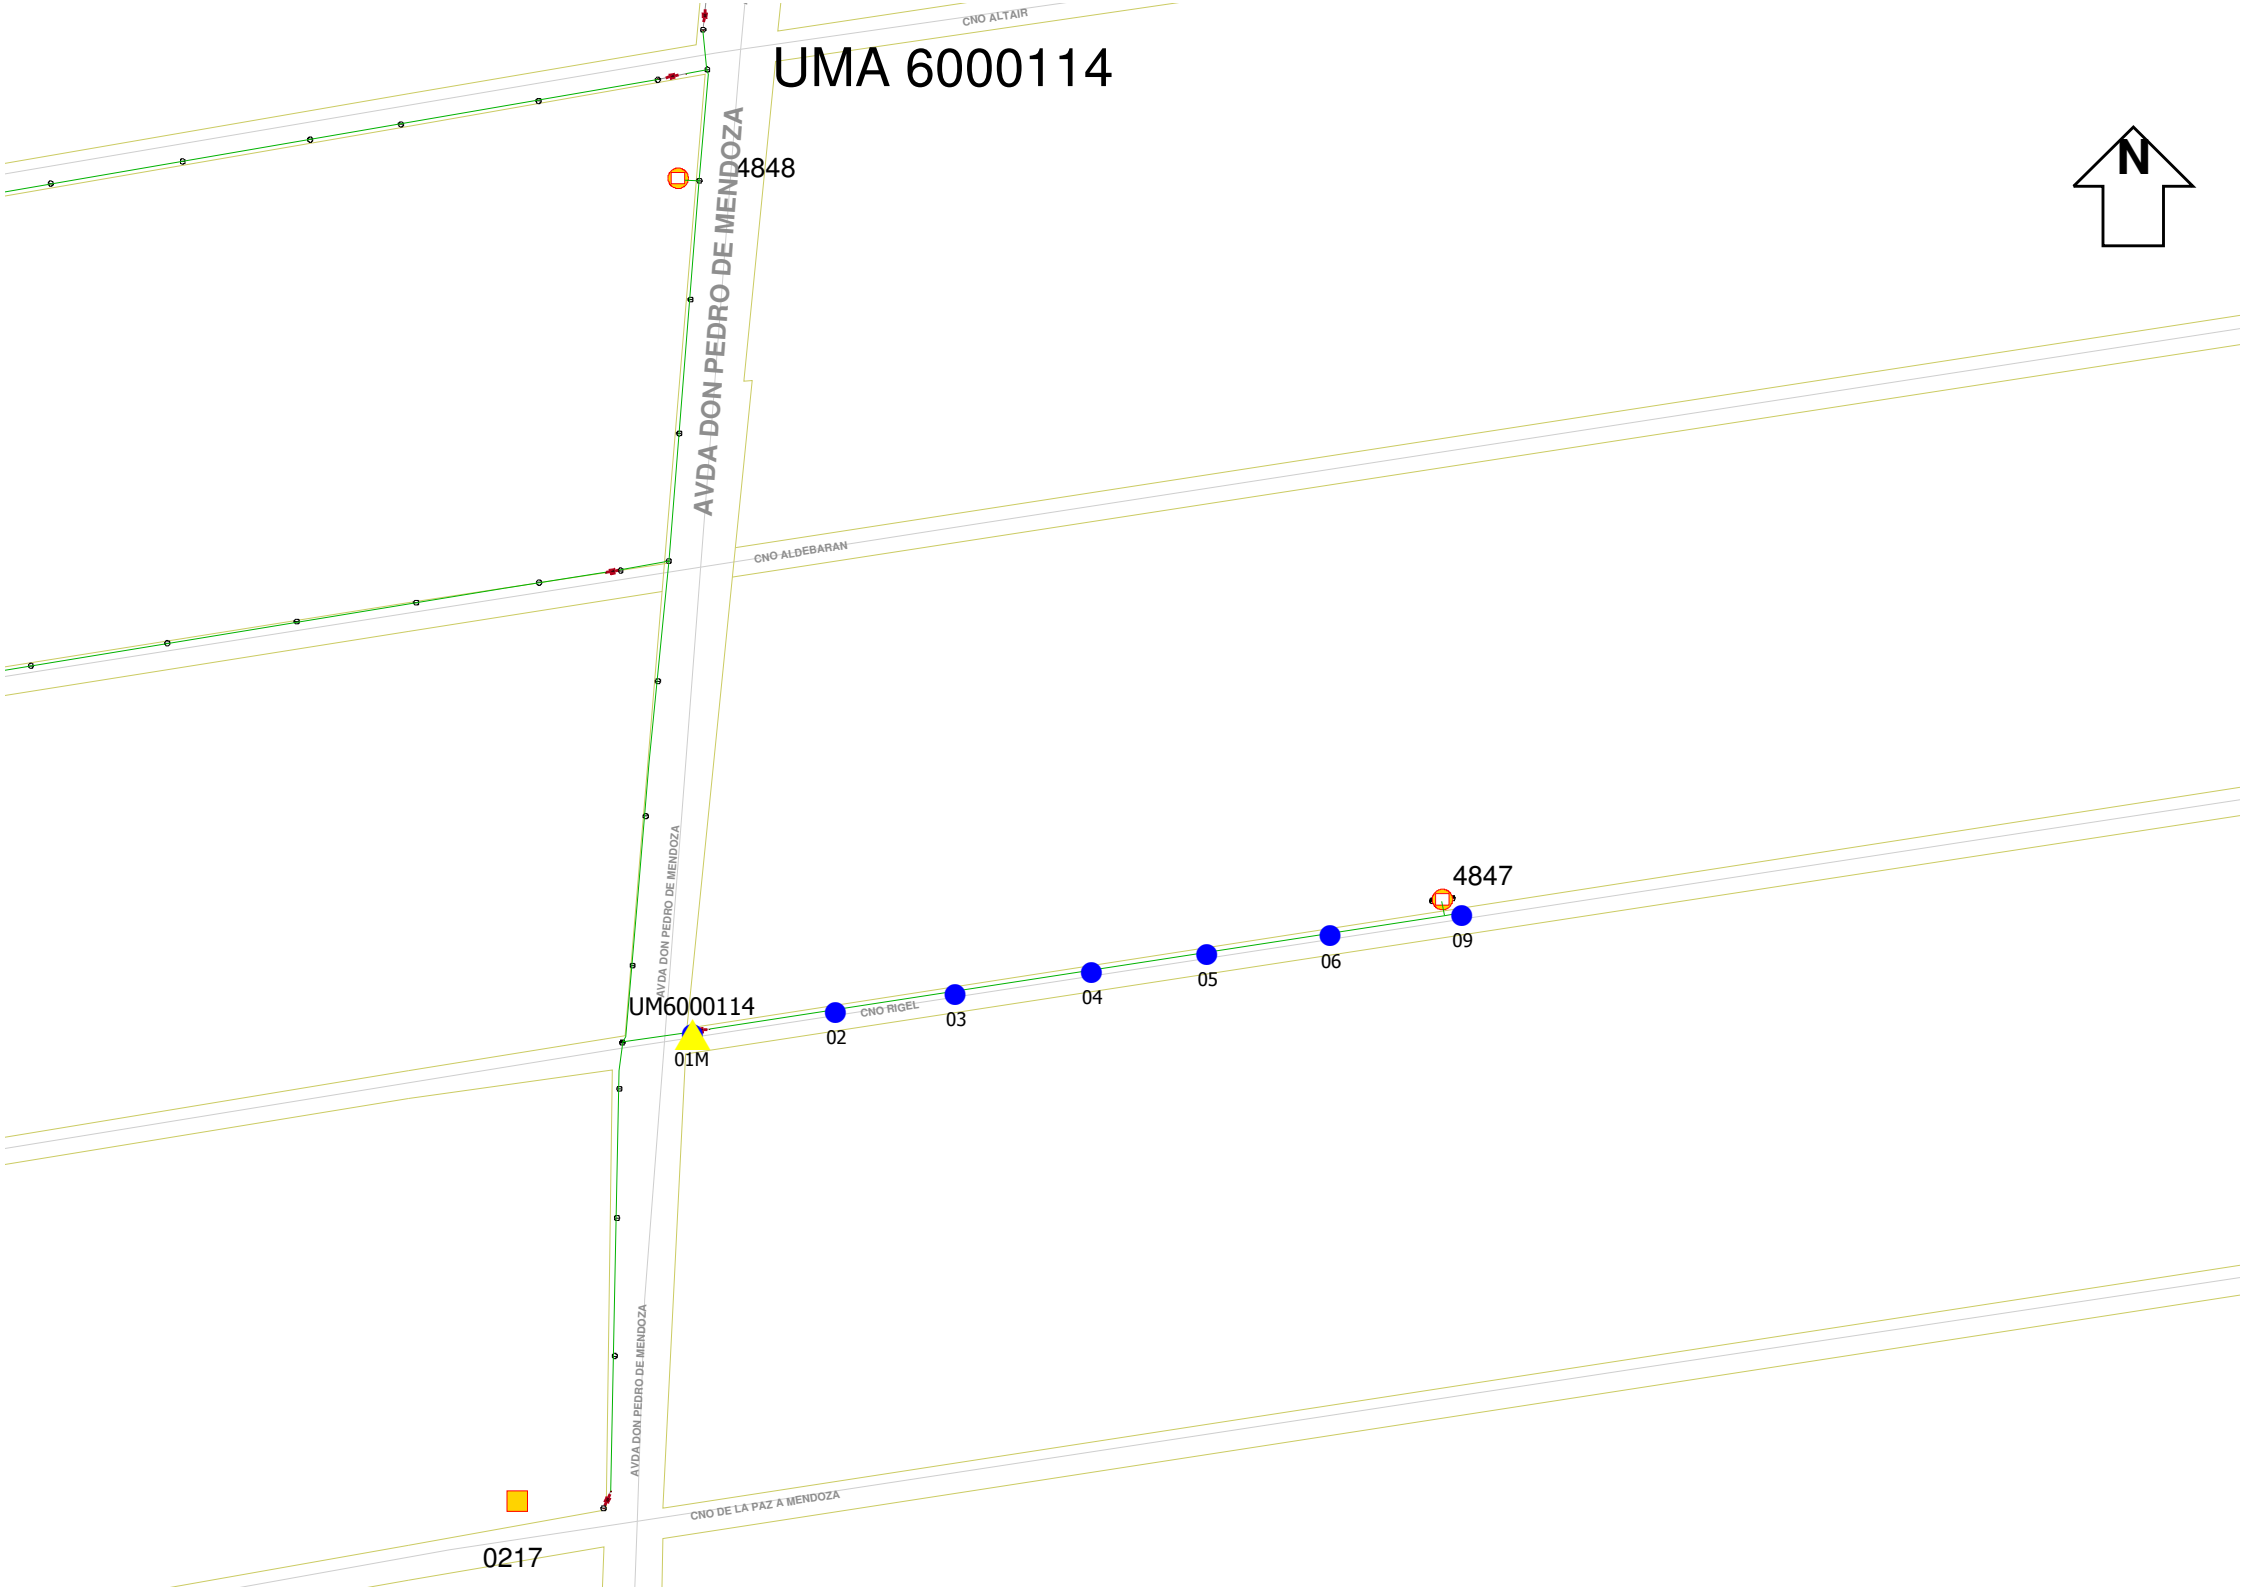 CNO ALTAIR
UMA 6000114
N
4848
AVDA DON PEDRO DE MENDOZA
CNO ALDEBARAN
AVDA DON PEDRO DE MENDOZA
4847
09
06
05
04
03
CNO RIGEL
02
UM6000114
01M
AVDA DON PEDRO DE MENDOZA
CNO DE LA PAZ A MENDOZA
0217